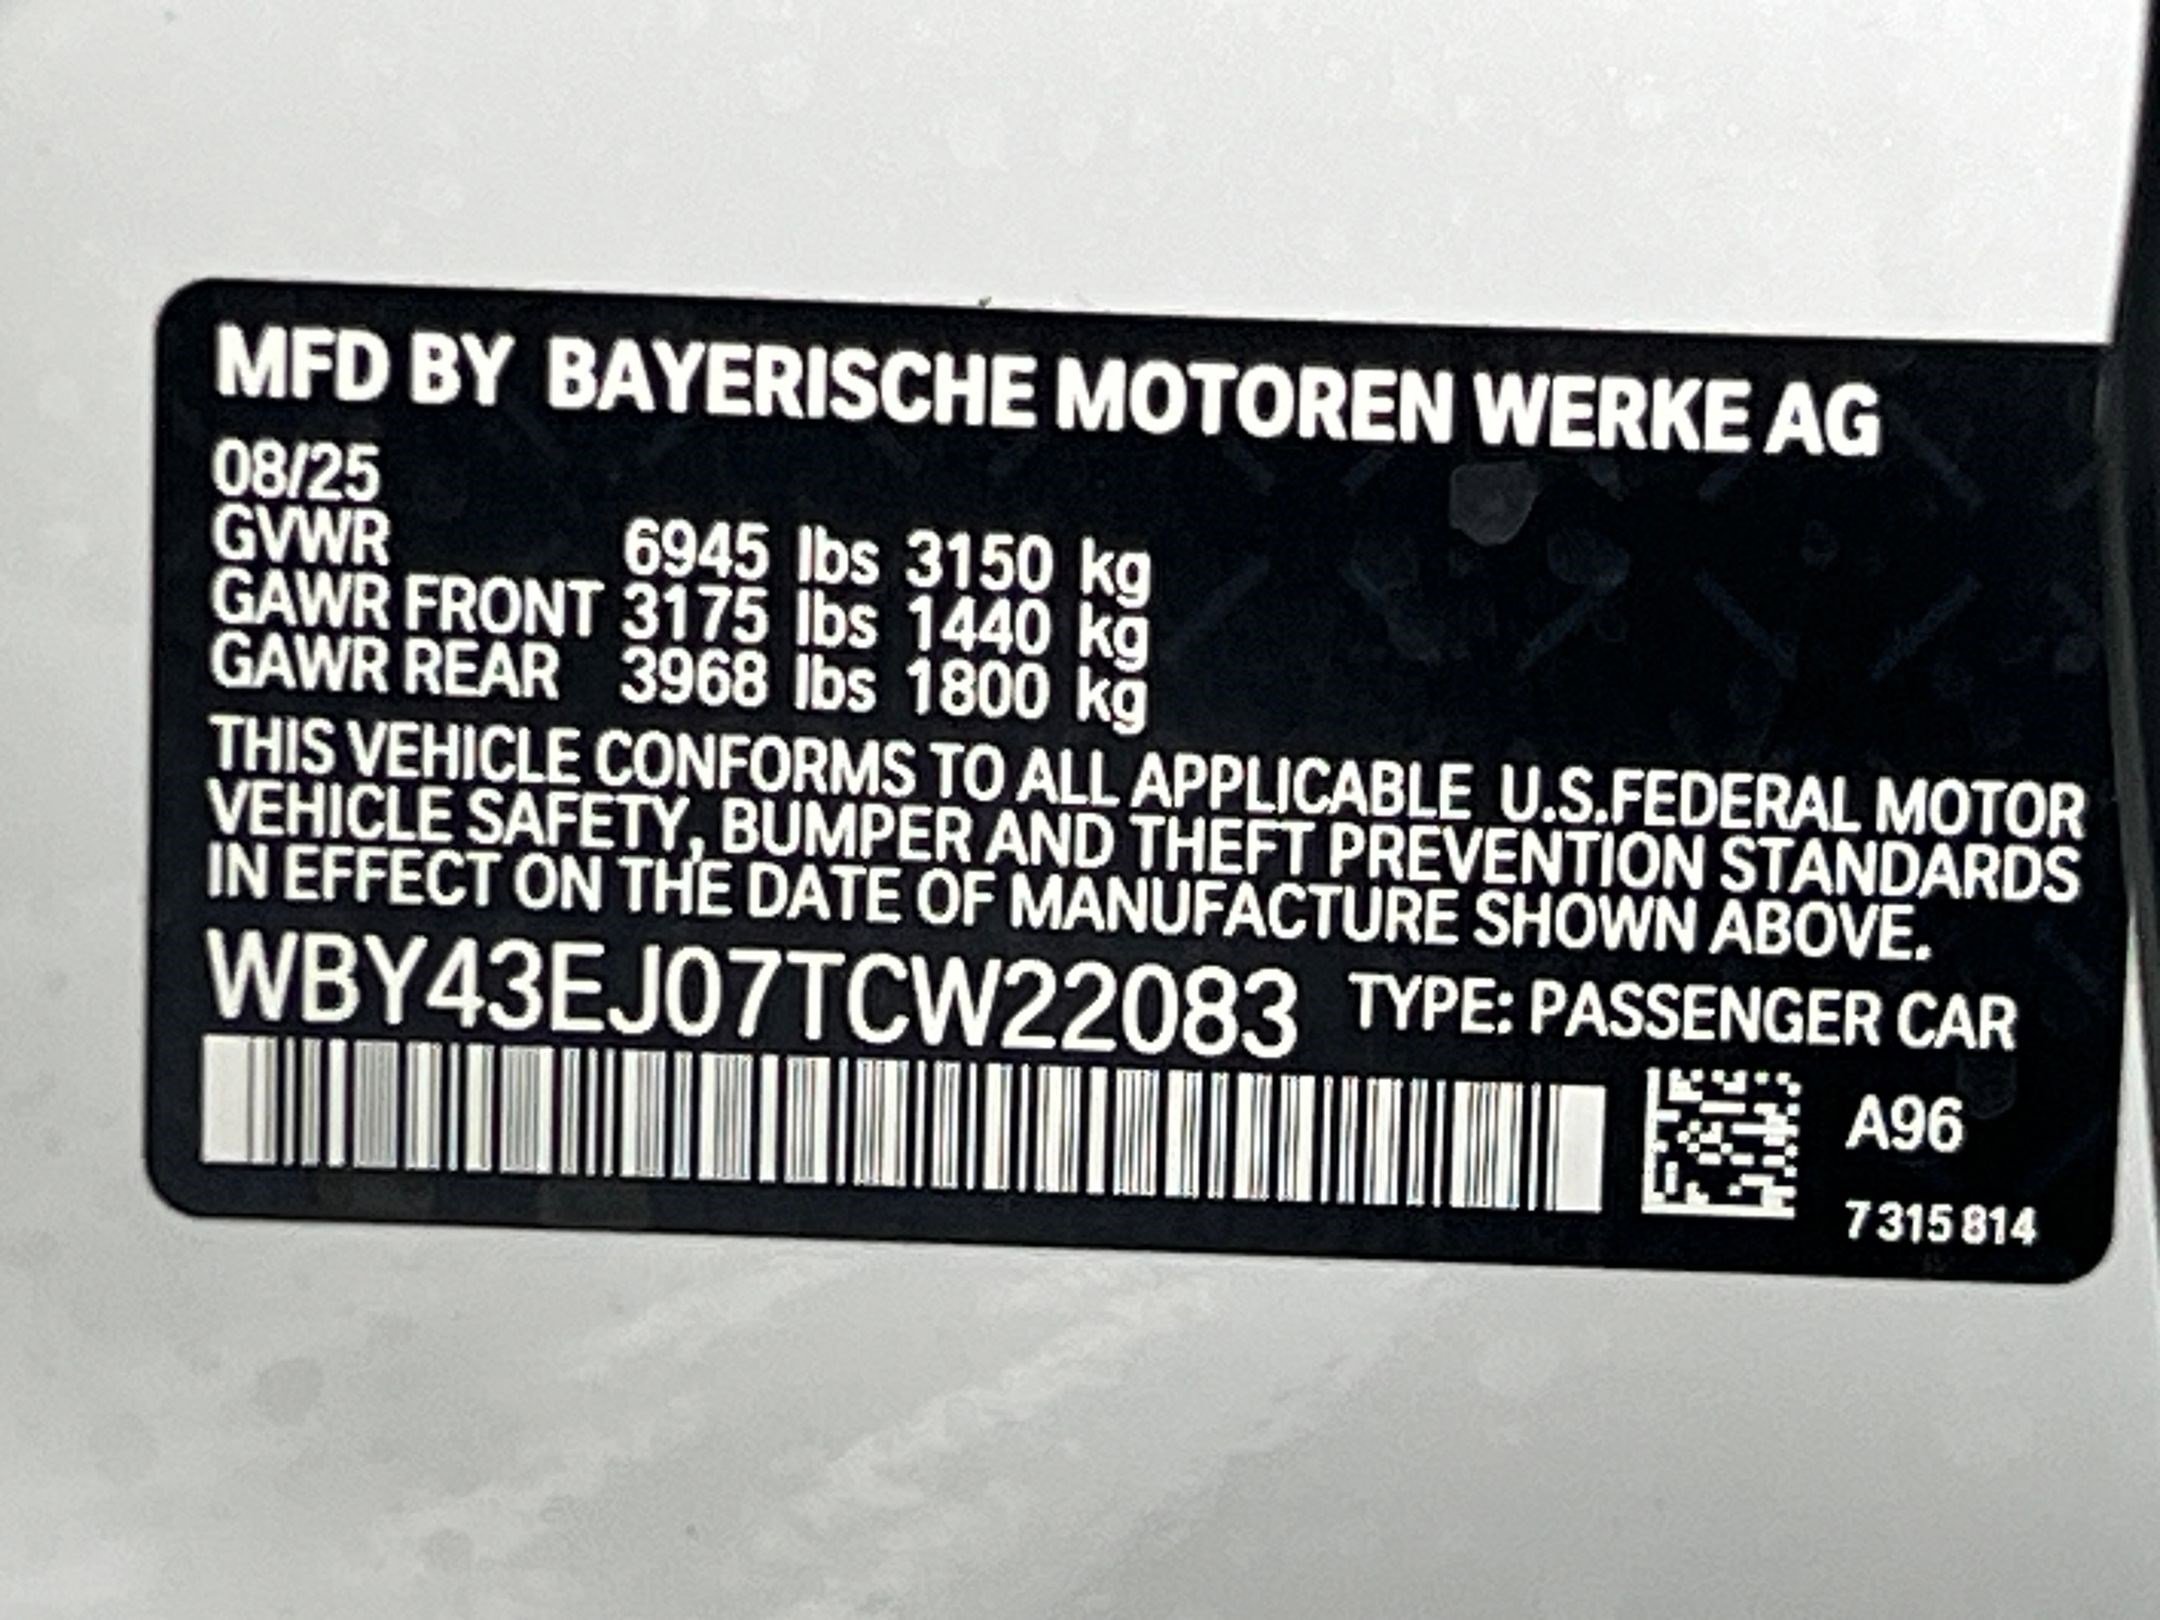 MFD BY BAYERISCHE MOTOREN WERKE AG
08/25
GVWR 6945 lbs 3150 kg
GAWR FRONT 3175 lbs 1440 kg
GAWR REAR 3968 lbs 1800 kg
THIS VEHICLE CONFORMS TO ALL APPLICABLE U.S.FEDERAL MOTOR
VEHICLE SAFETY, BUMPER AND THEFT PREVENTION STANDARDS
IN EFFECT ON THE DATE OF MANUFACTURE SHOWN ABOVE.
WBY43EJ07TCW22083 TYPE: PASSENGER CAR
A96
7 315 814